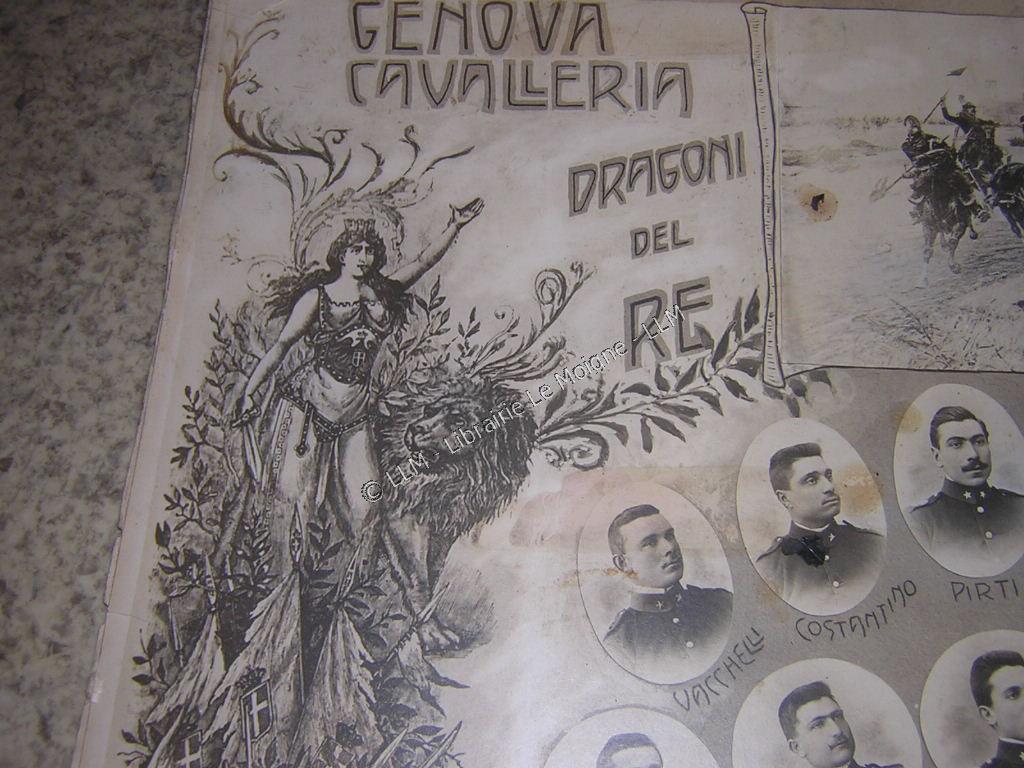 GENOVA
CAVALLERIA
DRAGONI
DEL
RE
© LLM - Librairie Le Moigne - LLM
VACCHELLI
COSTANTINO
PIRTI